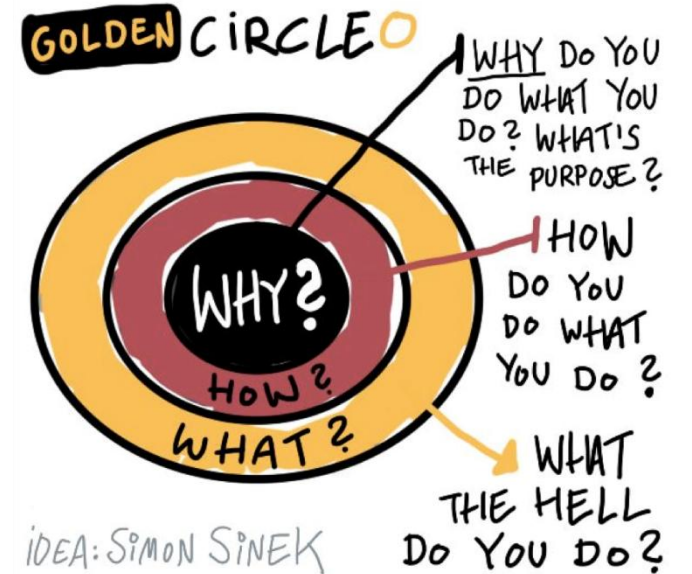 GOLDEN CiRCLE
WHY DO YOU
DO WHAT YOU
DO? WHAT'S
THE PURPOSE?
HOW
DO YOU
DO WHAT
YOU DO?
WHY?
HOW?
WHAT?
WHAT
THE HELL
DO YOU DO?
iDEA: SiMON SiNEK